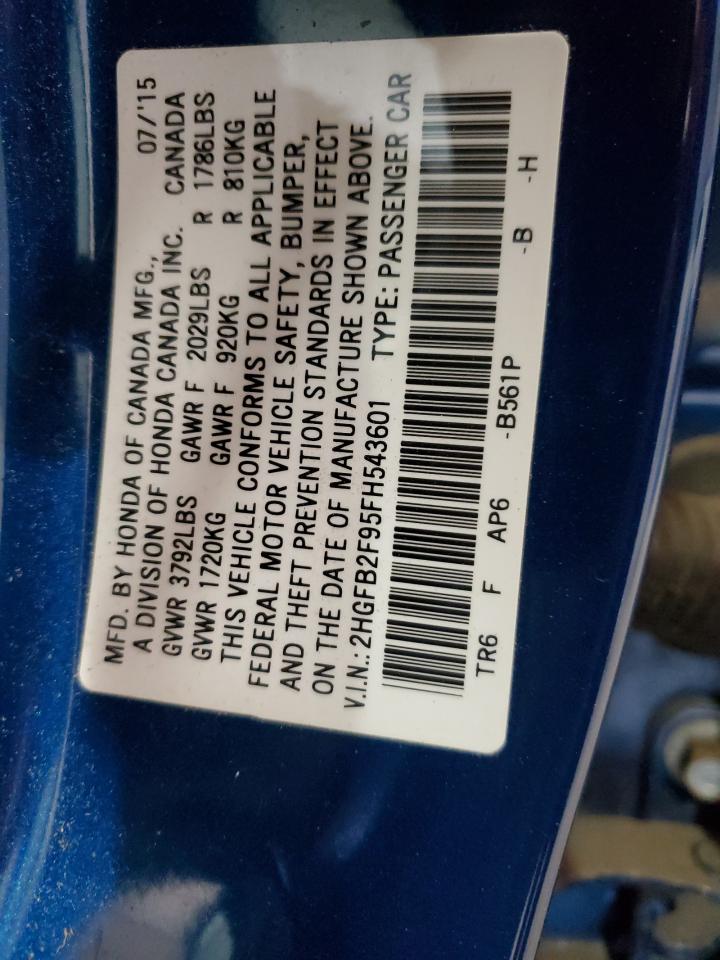 MFD. BY HONDA OF CANADA MFG., 07/'15
A DIVISION OF HONDA CANADA INC. CANADA
GVWR 3792LBS GAWR F 2029LBS R 1786LBS
GVWR 1720KG GAWR F 920KG R 810KG
THIS VEHICLE CONFORMS TO ALL APPLICABLE
FEDERAL MOTOR VEHICLE SAFETY, BUMPER,
AND THEFT PREVENTION STANDARDS IN EFFECT
ON THE DATE OF MANUFACTURE SHOWN ABOVE.
V.I.N.: 2HGFB2F95FH543601 TYPE: PASSENGER CAR
TR6 F AP6 -B561P -B -H